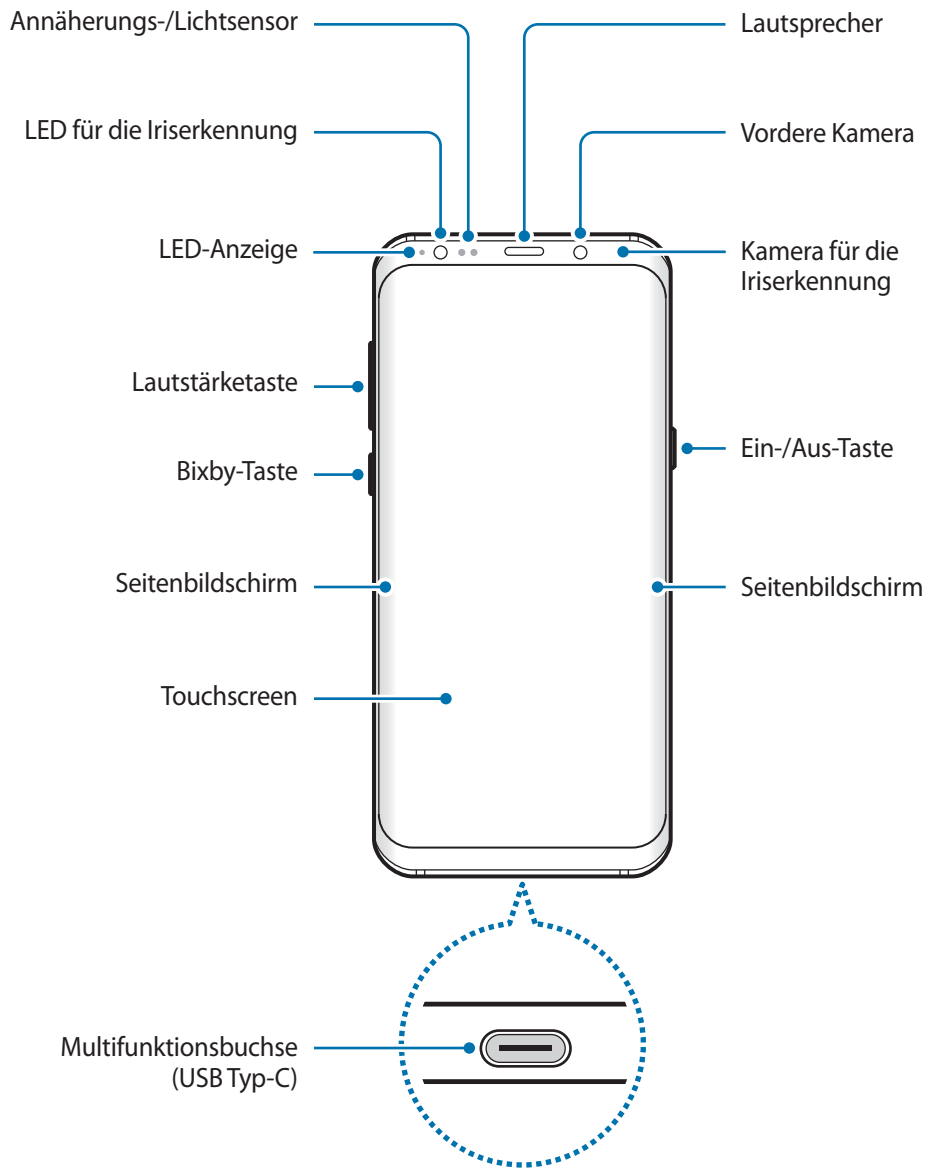 Annäherungs-/Lichtsensor
Lautsprecher
LED für die Iriserkennung
Vordere Kamera
LED-Anzeige
Kamera für die
Iriserkennung
Lautstärketaste
Ein-/Aus-Taste
Bixby-Taste
Seitenbildschirm
Seitenbildschirm
Touchscreen
Multifunktionsbuchse
(USB Typ-C)